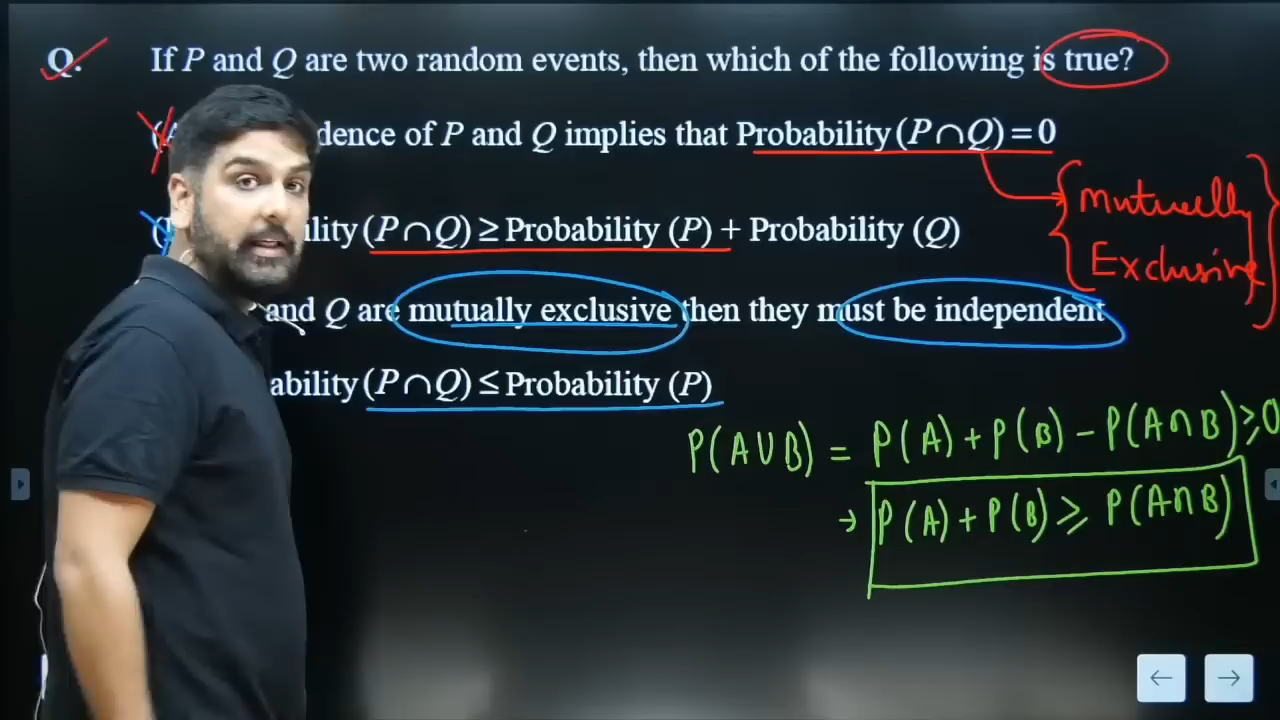 Q. If P and Q are two random events, then which of the following is true?
dence of P and Q implies that Probability (P∩Q) = 0
ility (P∩Q) ≥ Probability (P) + Probability (Q)
Mutually
Exclusive
and Q are mutually exclusive then they must be independent
ability (P∩Q) ≤ Probability (P)
P(A∪B) = P(A) + P(B) - P(A∩B) ≥ 0
→ P(A) + P(B) ≥ P(A∩B)